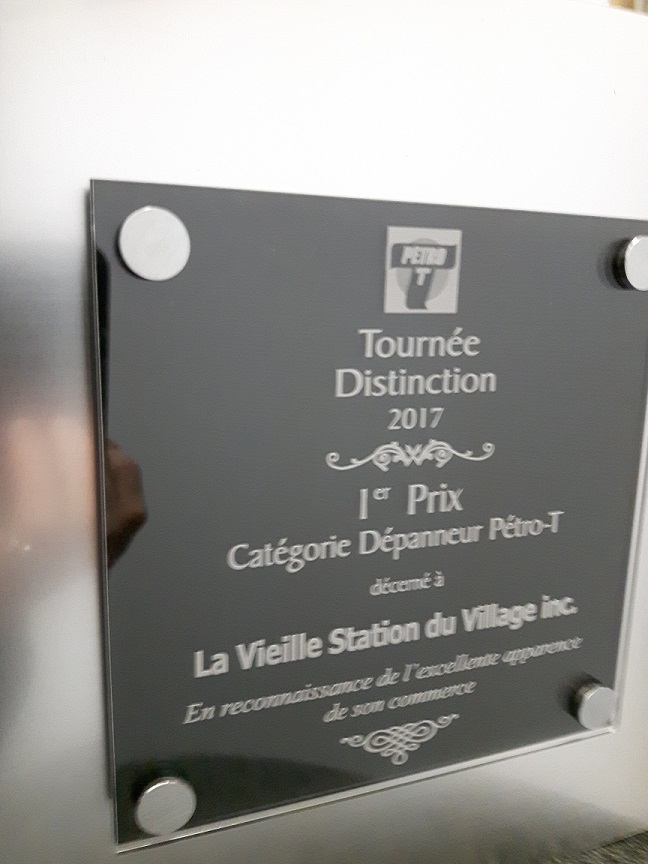 PÉTRO
T
Tournée
Distinction
2017
1er Prix
Catégorie Dépanneur Pétro-T
décerné à
La Vieille Station du Village inc.
En reconnaissance de l'excellente apparence
de son commerce